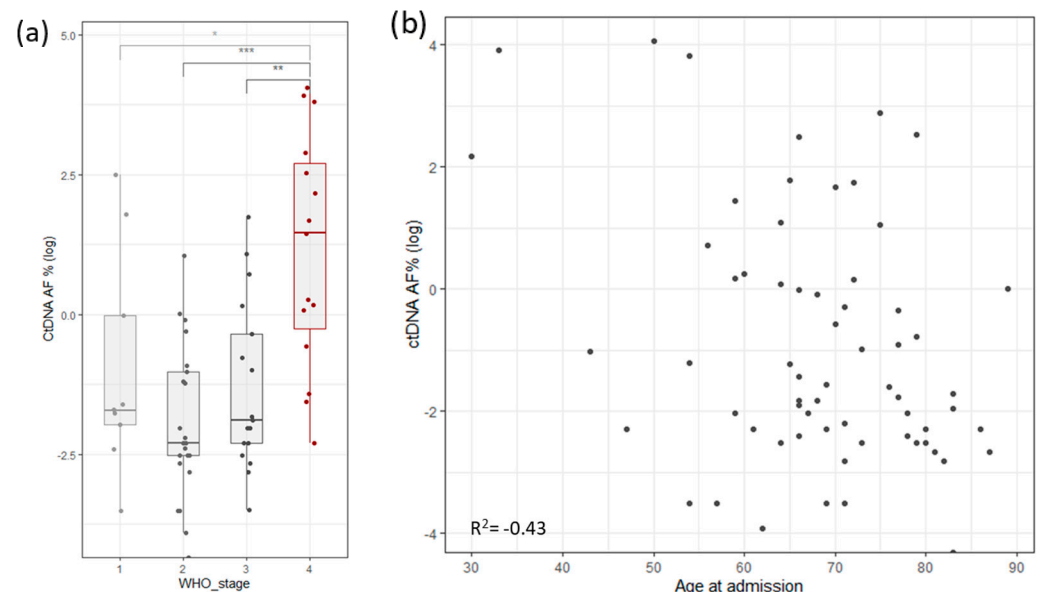 (a)
5.0
2.5
0.0
-2.5
CtDNA AF % (log)
*
***
**
1 2 3 4
WHO_stage
(b)
4
2
0
-2
-4
ctDNA AF% (log)
R²= -0.43
30 40 50 60 70 80 90
Age at admission